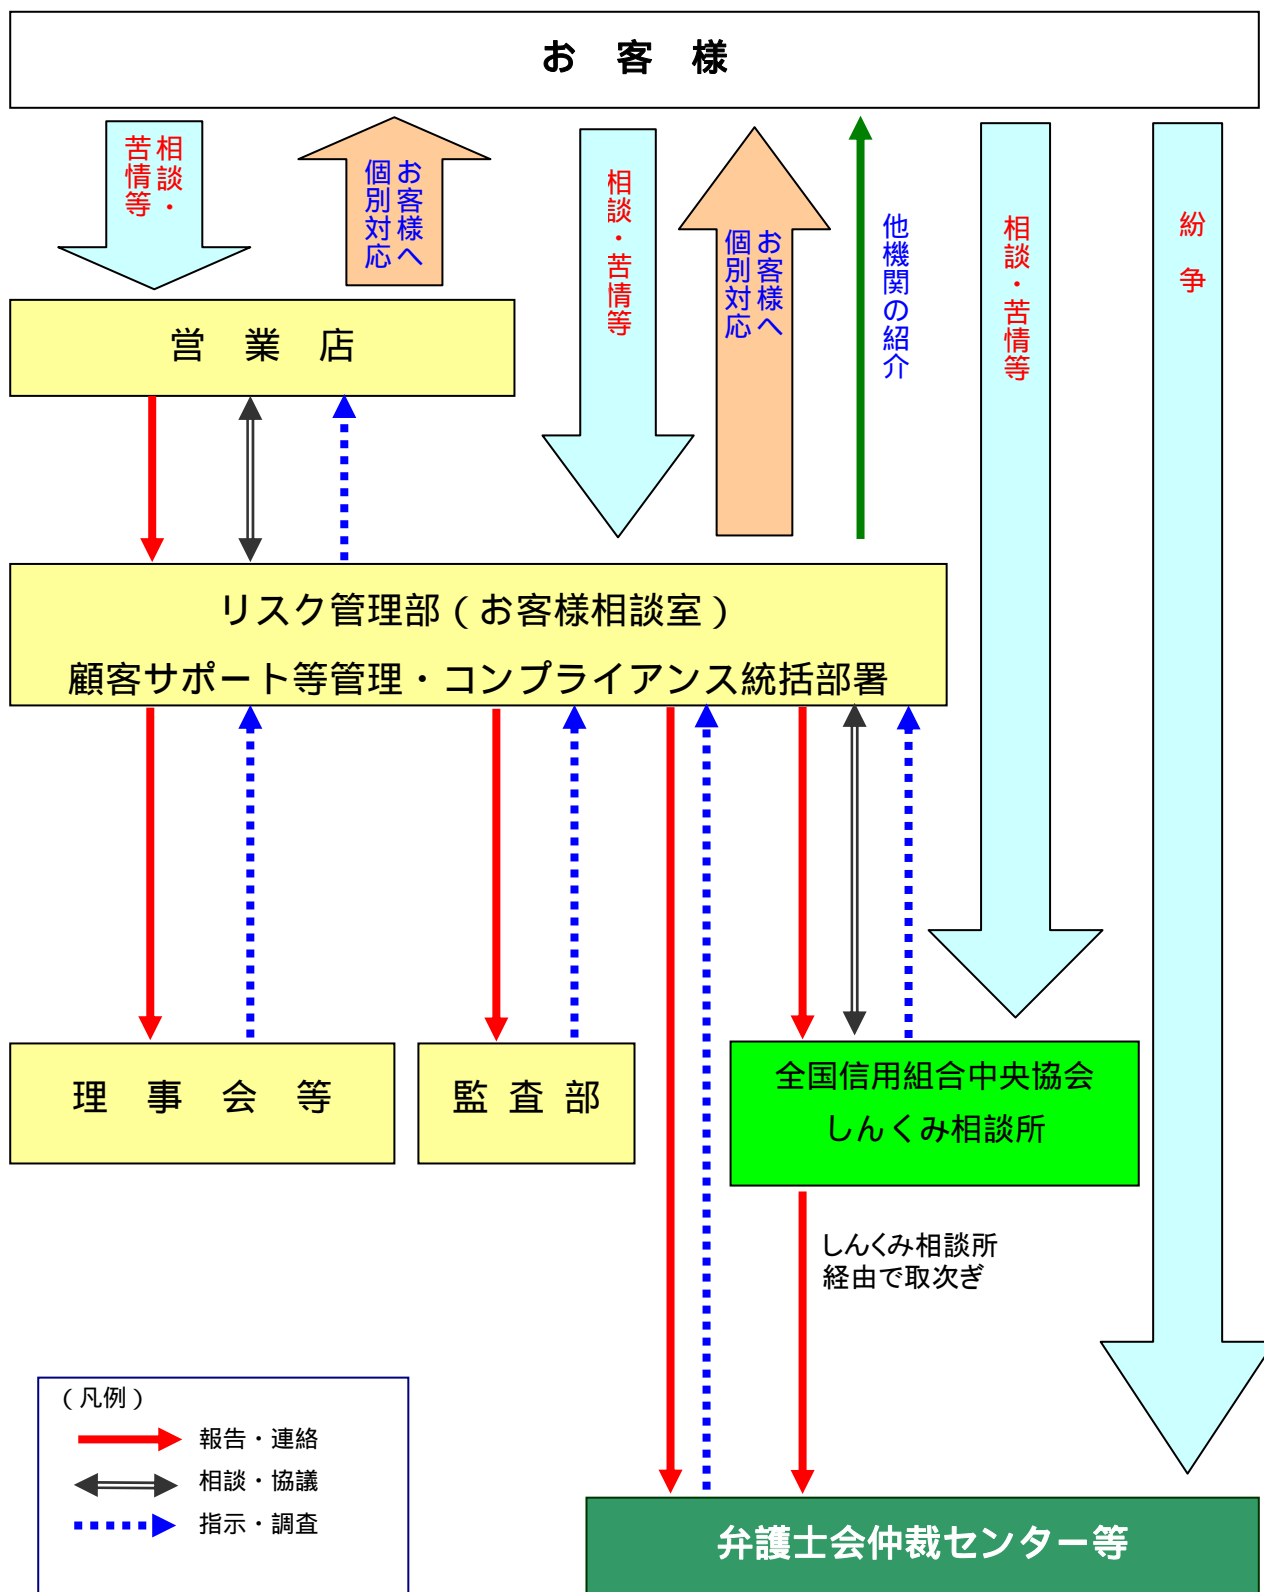 お 客 様
相談・
苦情等
お客様へ
個別対応
相談・苦情等
お客様へ
個別対応
他機関の紹介
相談・苦情等
紛 争
営 業 店
リスク管理部(お客様相談室)
顧客サポート等管理・コンプライアンス統括部署
理 事 会 等
監 査 部
全国信用組合中央協会
しんくみ相談所
しんくみ相談所
経由で取次ぎ
(凡例)
報告・連絡
相談・協議
指示・調査
弁護士会仲裁センター等